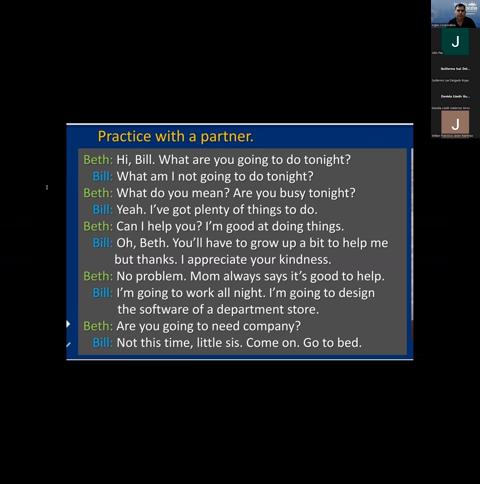 Practice with a partner.
Beth: Hi, Bill. What are you going to do tonight?
Bill: What am I not going to do tonight?
Beth: What do you mean? Are you busy tonight?
Bill: Yeah. I've got plenty of things to do.
Beth: Can I help you? I'm good at doing things.
Bill: Oh, Beth. You'll have to grow up a bit to help me
but thanks. I appreciate your kindness.
Beth: No problem. Mom always says it's good to help.
Bill: I'm going to work all night. I'm going to design
the software of a department store.
Beth: Are you going to need company?
Bill: Not this time, little sis. Come on. Go to bed.
J
J